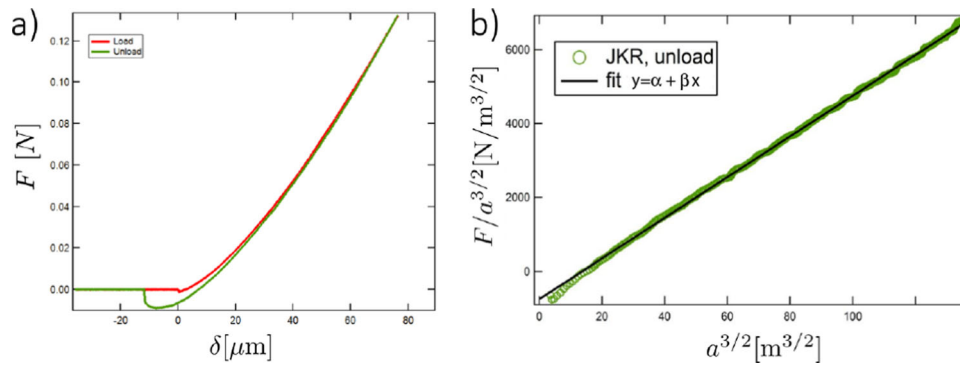 a)
Load
Unload
F [N]
0.12
0.10
0.08
0.06
0.04
0.02
0.00
-20
0
20
40
60
80
δ[μm]
b)
JKR, unload
fit y=α + βx
F/a^{3/2}[N/m^{3/2}]
6000
4000
2000
0
0
20
40
60
80
100
a^{3/2}[m^{3/2}]